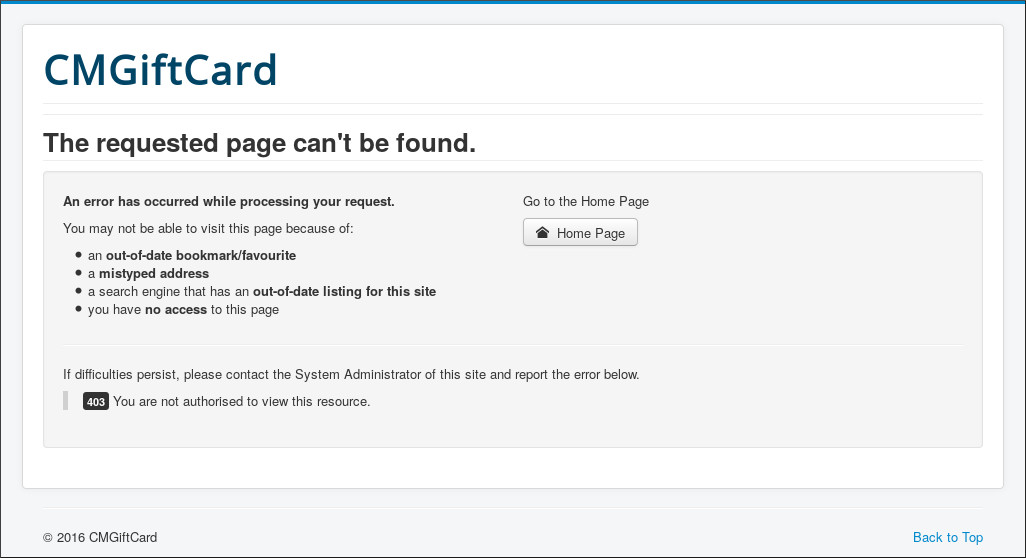 CMGiftCard
The requested page can't be found.
An error has occurred while processing your request.
You may not be able to visit this page because of:
an out-of-date bookmark/favourite
a mistyped address
a search engine that has an out-of-date listing for this site
you have no access to this page
Go to the Home Page
Home Page
If difficulties persist, please contact the System Administrator of this site and report the error below.
403 You are not authorised to view this resource.
© 2016 CMGiftCard
Back to Top